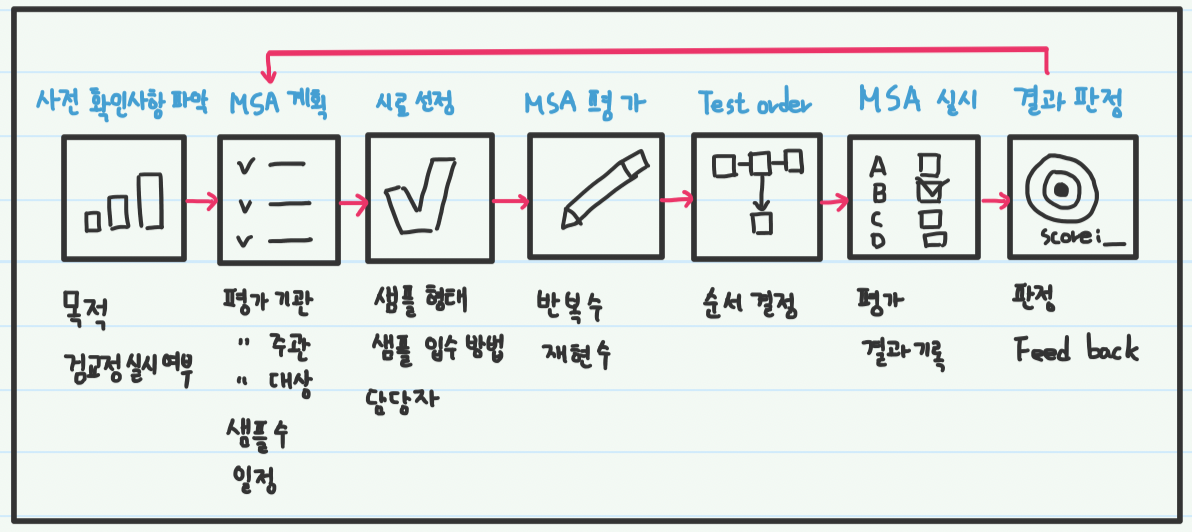 사전 확인사항 파악
MSA 계획
시료 선정
MSA 평가
Test order
MSA 실시
결과 판정
A
B
C
D
score:__
목적
검교정 실시 여부
평가 기관
" 주관
" 대상
샘플 수
일정
샘플 형태
샘플 입수 방법
담당자
반복수
재현수
순서 결정
평가
결과 기록
판정
Feed back